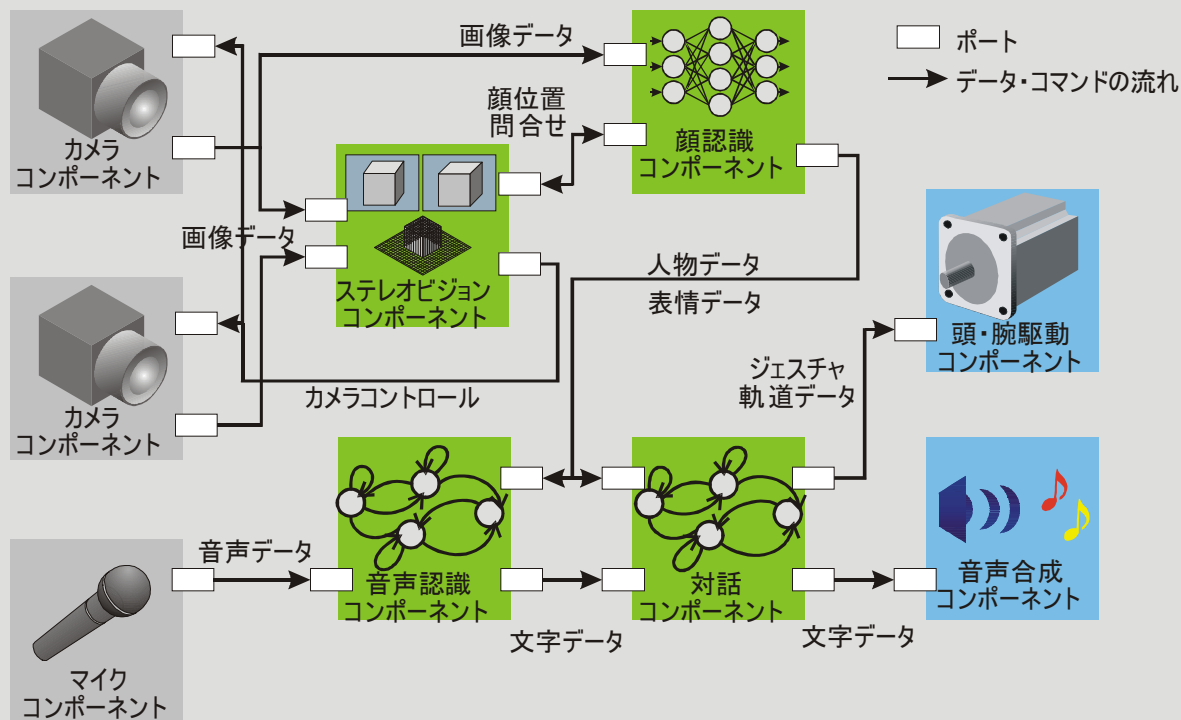 画像データ
ポート
データ・コマンドの流れ
顔位置
問合せ
カメラ
コンポーネント
顔認識
コンポーネント
画像データ
ステレオビジョン
コンポーネント
人物データ
表情データ
頭・腕駆動
コンポーネント
ジェスチャ
軌道データ
カメラコントロール
カメラ
コンポーネント
音声データ
音声認識
コンポーネント
対話
コンポーネント
音声合成
コンポーネント
文字データ
文字データ
マイク
コンポーネント